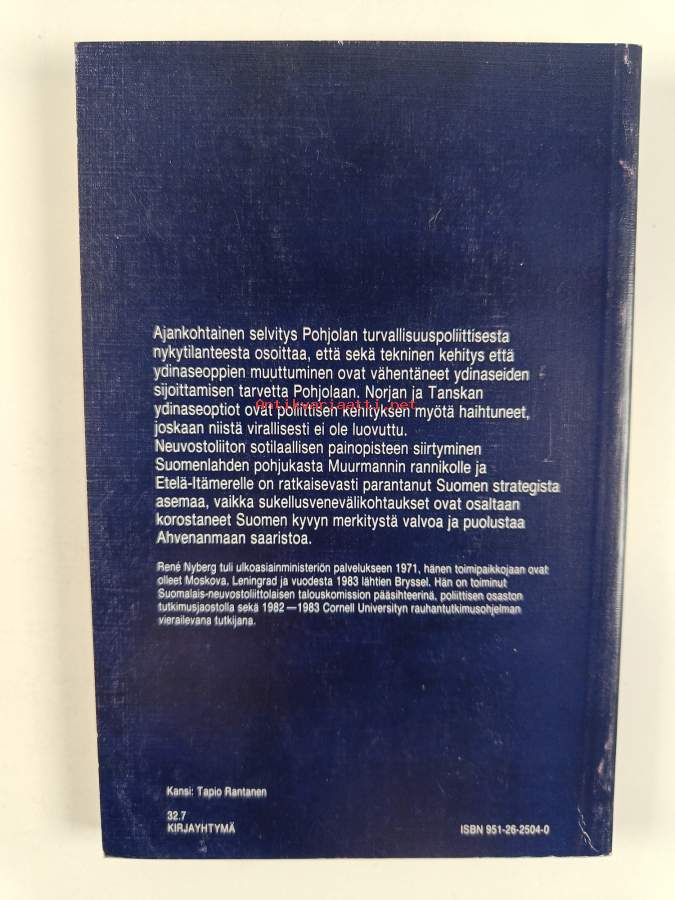 Ajankohtainen selvitys Pohjolan turvallisuuspoliittisesta
nykytilanteesta osoittaa, että sekä tekninen kehitys että
ydinaseoppien muuttuminen ovat vähentäneet ydinaseiden
sijoittamisen tarvetta Pohjolaan. Norjan ja Tanskan
Antikvariaatti.net
ydinaseoptiot ovat poliittisen kehityksen myötä haihtuneet,
joskaan niistä virallisesti ei ole luovuttu.
Neuvostoliiton sotilaallisen painopisteen siirtyminen
Suomenlahden pohjukasta Muurmannin rannikolle ja
Etelä-Itämerelle on ratkaisevasti parantanut Suomen strategista
asemaa, vaikka sukellusvenevälikohtaukset ovat osaltaan
korostaneet Suomen kyvyn merkitystä valvoa ja puolustaa
Ahvenanmaan saaristoa.
René Nyberg tuli ulkoasiainministeriön palvelukseen 1971, hänen toimipaikkojaan ovat
olleet Moskova, Leningrad ja vuodesta 1983 lähtien Bryssel. Hän on toiminut
Suomalais-neuvostoliittolaisen talouskomission pääsihteerinä, poliittisen osaston
tutkimusjaostolla sekä 1982—1983 Cornell Universityn rauhantutkimusohjelman
vierailevana tutkijana.
Kansi: Tapio Rantanen
32.7
KIRJAYHTYMÄ
ISBN 951-26-2504-0